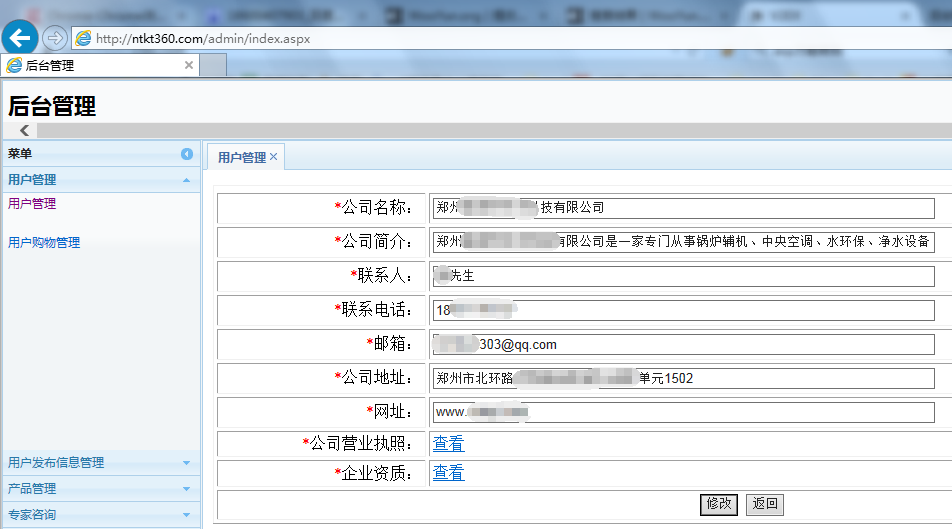 http://ntkt360.com/admin/index.aspx
后台管理
后台管理
菜单
用户管理
用户管理
用户购物管理
用户发布信息管理
产品管理
专家咨询
用户管理
*公司名称： 郑州 科技有限公司
*公司简介： 郑州 有限公司是一家专门从事锅炉辅机、中央空调、水环保、净水设备
*联系人： 先生
*联系电话： 18
*邮箱： 303@qq.com
*公司地址： 郑州市北环路 单元1502
*网址： www.
*公司营业执照： 查看
*企业资质： 查看
修改 返回